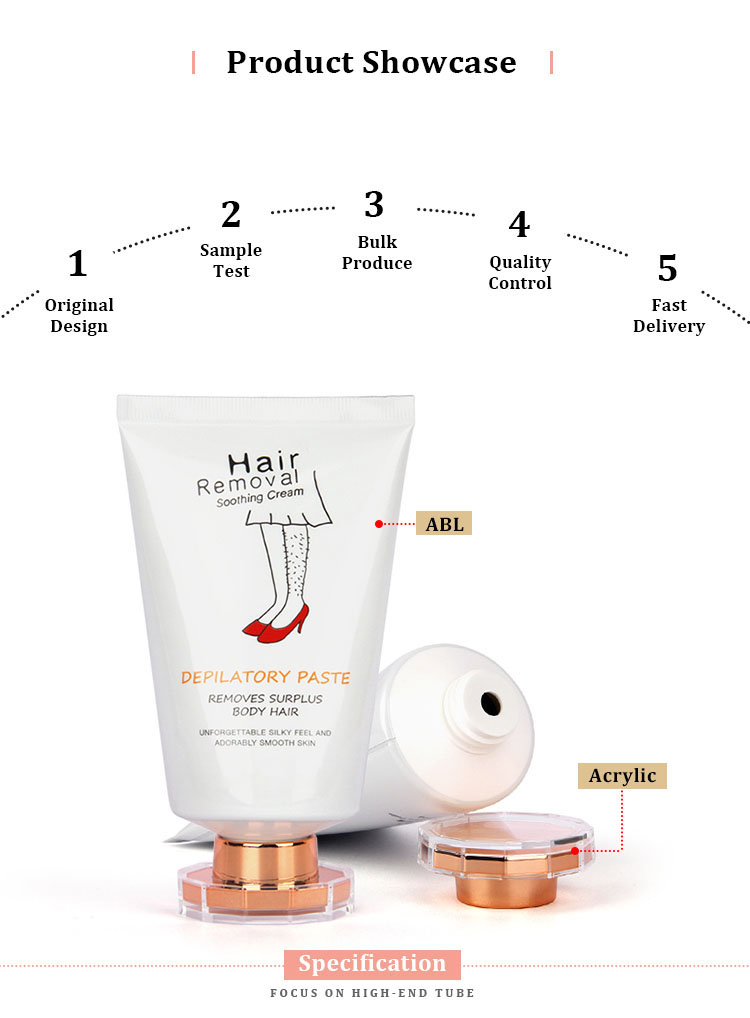 Product Showcase
1
Original
Design
2
Sample
Test
3
Bulk
Produce
4
Quality
Control
5
Fast
Delivery
Hair
Removal
Soothing Cream
ABL
DEPILATORY PASTE
REMOVES SURPLUS
BODY HAIR
UNFORGETTABLE SILKY FEEL AND
ADORABLY SMOOTH SKIN
Acrylic
Specification
FOCUS ON HIGH-END TUBE